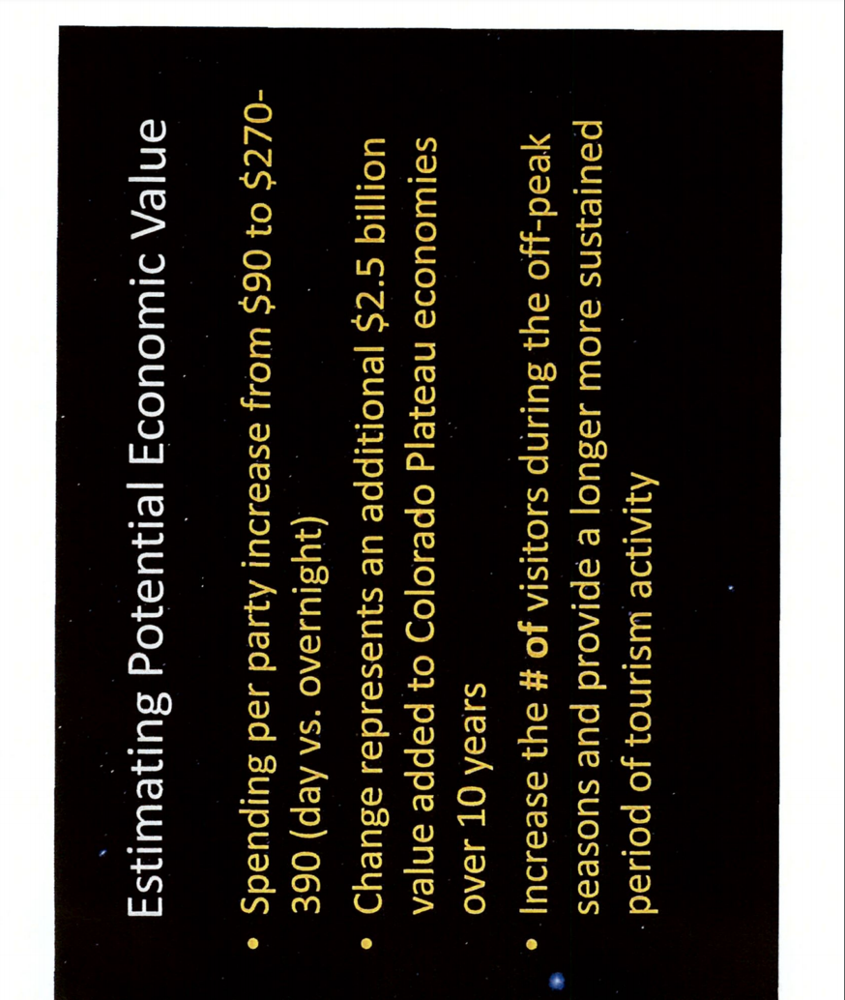 Estimating Potential Economic Value
• Spending per party increase from $90 to $270-
390 (day vs. overnight)
• Change represents an additional $2.5 billion
value added to Colorado Plateau economies
over 10 years
• Increase the # of visitors during the off-peak
seasons and provide a longer more sustained
period of tourism activity